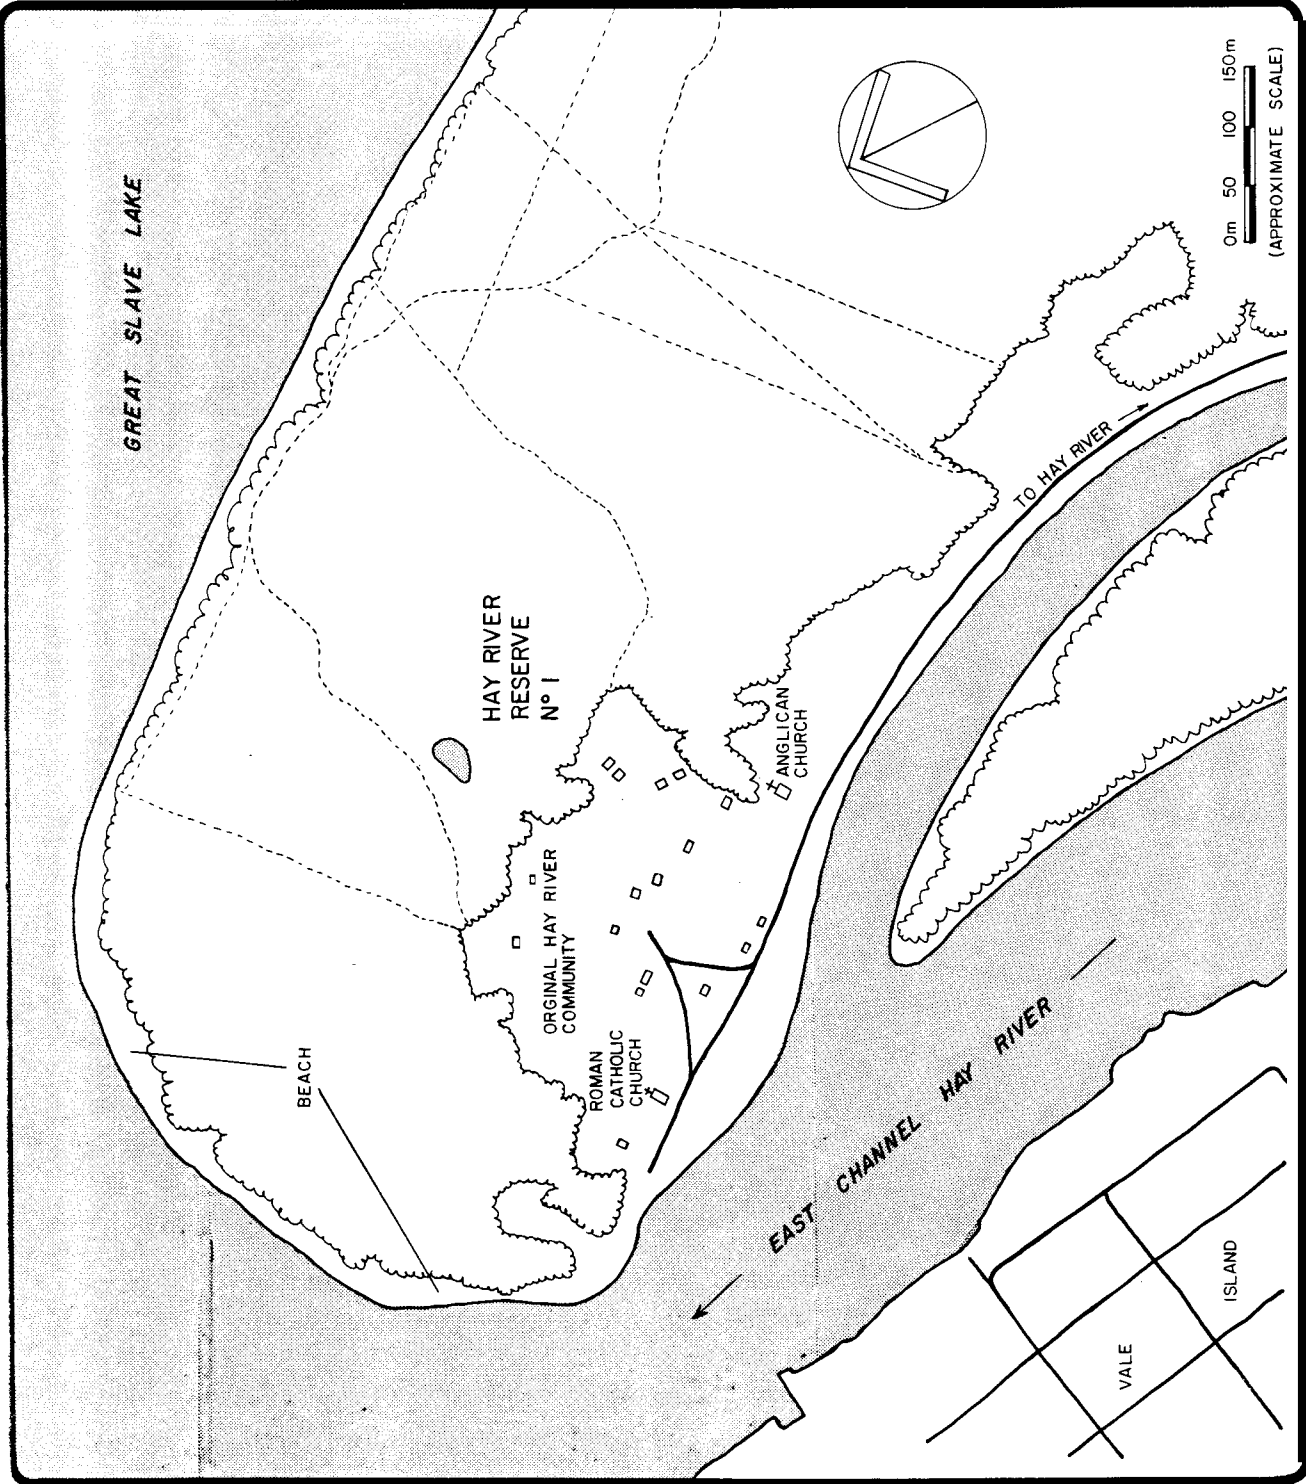 GREAT SLAVE LAKE
0m 50 100 150m
(APPROXIMATE SCALE)
TO HAY RIVER
HAY RIVER
RESERVE
Nº 1
ANGLICAN
CHURCH
ORGINAL HAY RIVER
COMMUNITY
ROMAN
CATHOLIC
CHURCH
BEACH
EAST CHANNEL HAY RIVER
VALE
ISLAND